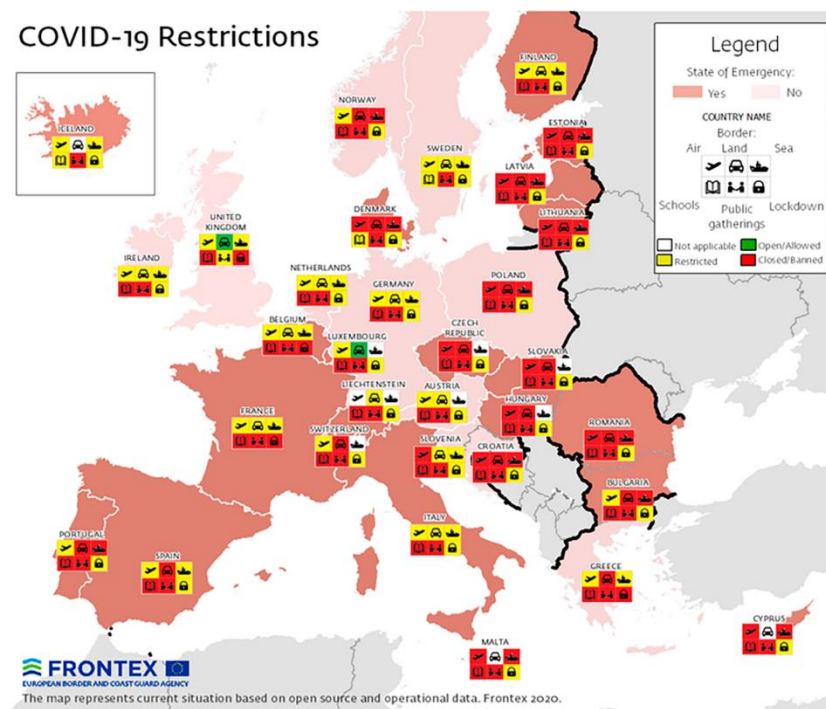 COVID-19 Restrictions
Legend
State of Emergency:
Yes
No
COUNTRY NAME
Border:
Air
Land
Sea
Schools
Public
gatherings
Lockdown
Not applicable
Open/Allowed
Restricted
Closed/Banned
ICELAND
FINLAND
NORWAY
ESTONIA
SWEDEN
LATVIA
DENMARK
LITHUANIA
UNITED
KINGDOM
IRELAND
NETHERLANDS
GERMANY
POLAND
BELGIUM
LUXEMBOURG
CZECH
REPUBLIC
SLOVAKIA
LIECHTENSTEIN
AUSTRIA
HUNGARY
FRANCE
SWITZERLAND
SLOVENIA
CROATIA
ROMANIA
BULGARIA
ITALY
PORTUGAL
SPAIN
GREECE
MALTA
CYPRUS
FRONTEX
EUROPEAN BORDER AND COAST GUARD AGENCY
The map represents current situation based on open source and operational data. Frontex 2020.